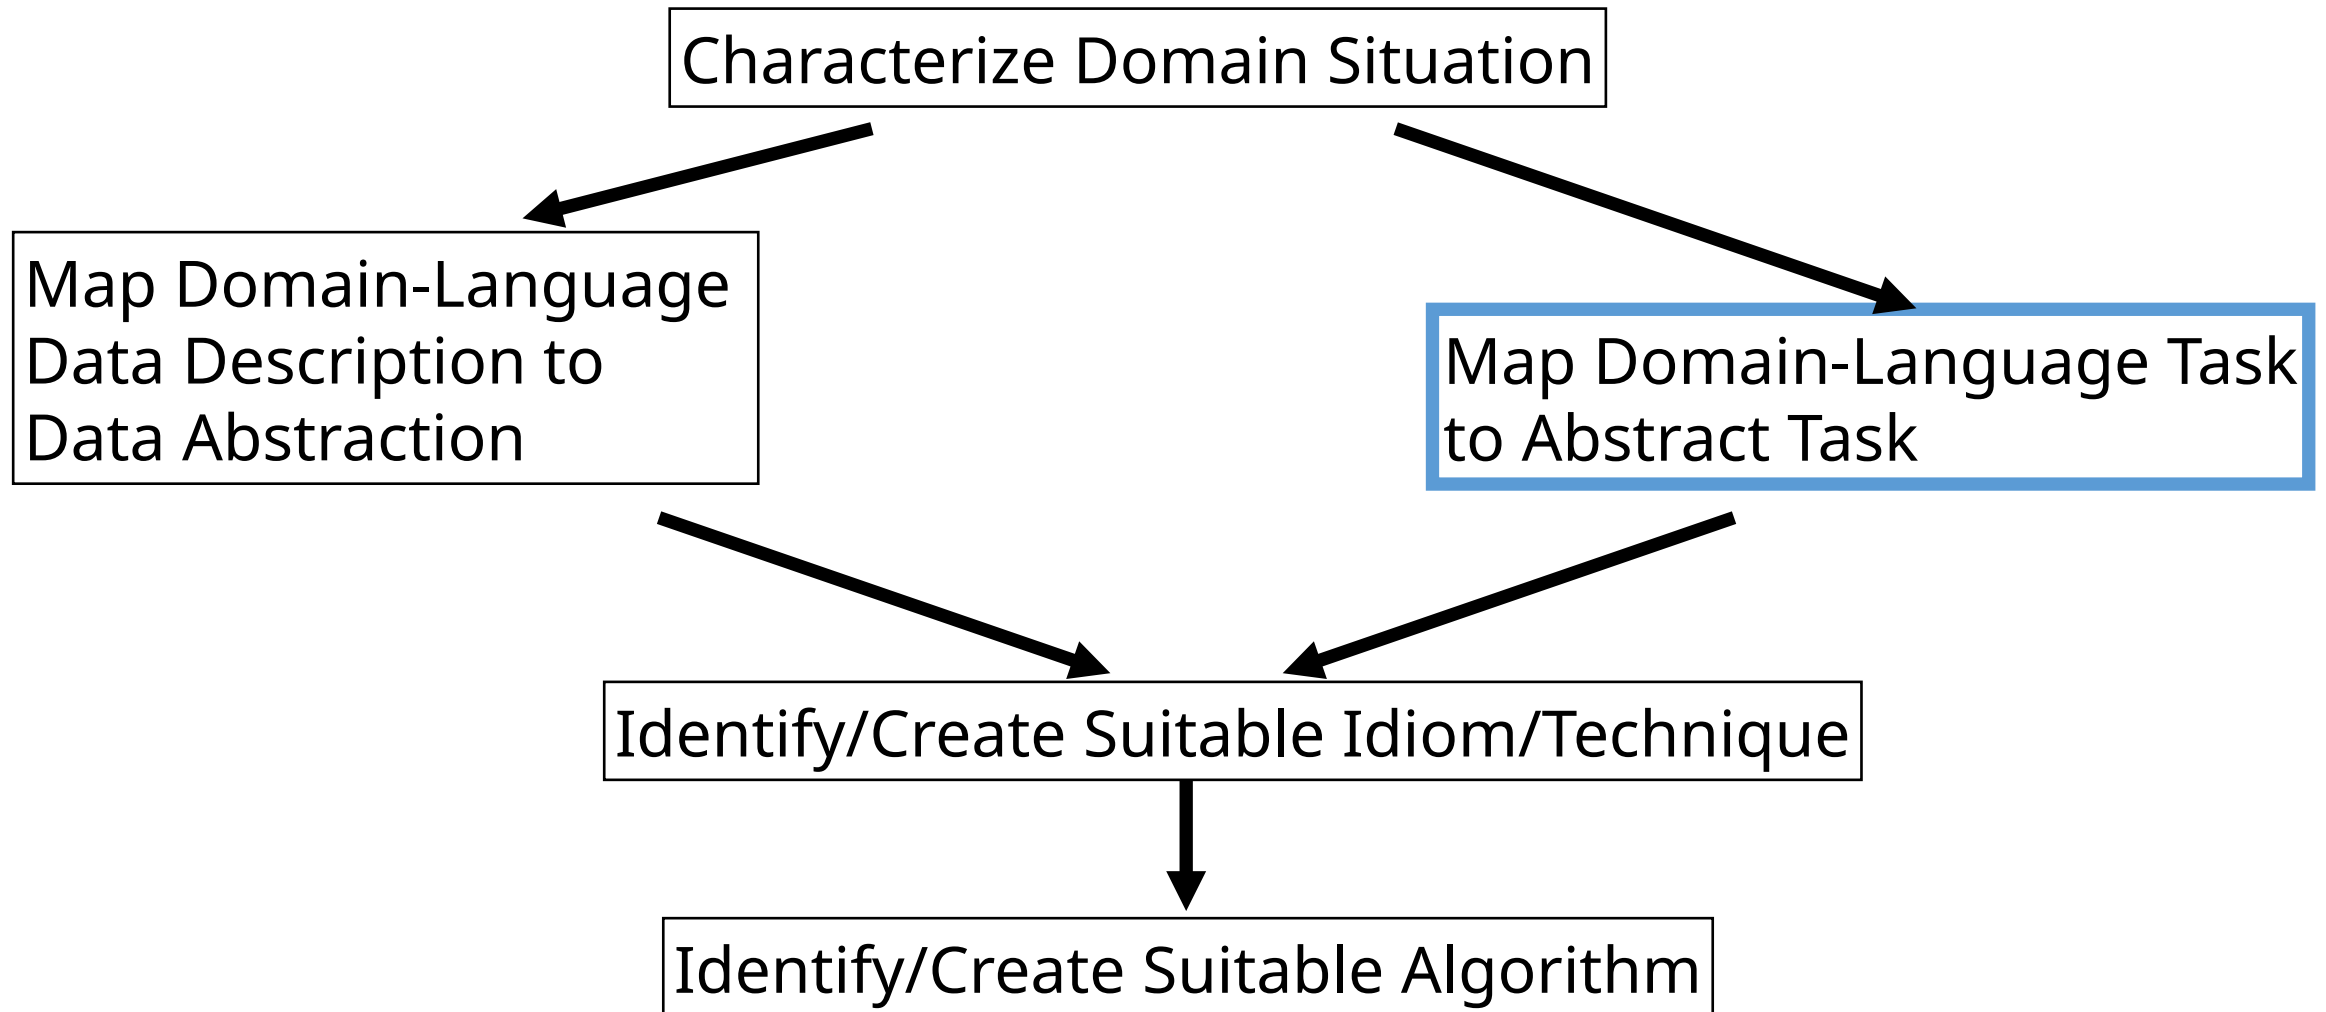 Characterize Domain Situation
Map Domain-Language
Data Description to
Data Abstraction
Map Domain-Language Task
to Abstract Task
Identify/Create Suitable Idiom/Technique
Identify/Create Suitable Algorithm